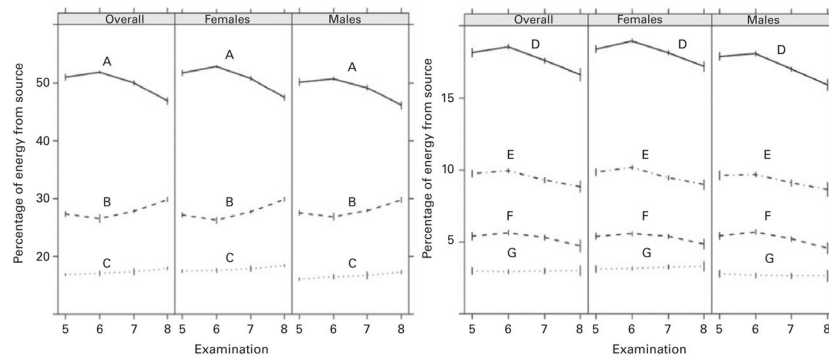 Overall Females Males
A A A
50
40
B B B
30
C C C
20
5 6 7 8 5 6 7 8 5 6 7 8
Examination
Percentage of energy from source
Overall Females Males
D D D
15
E E E
10
F F F
5
G G G
5 6 7 8 5 6 7 8 5 6 7 8
Examination
Percentage of energy from source